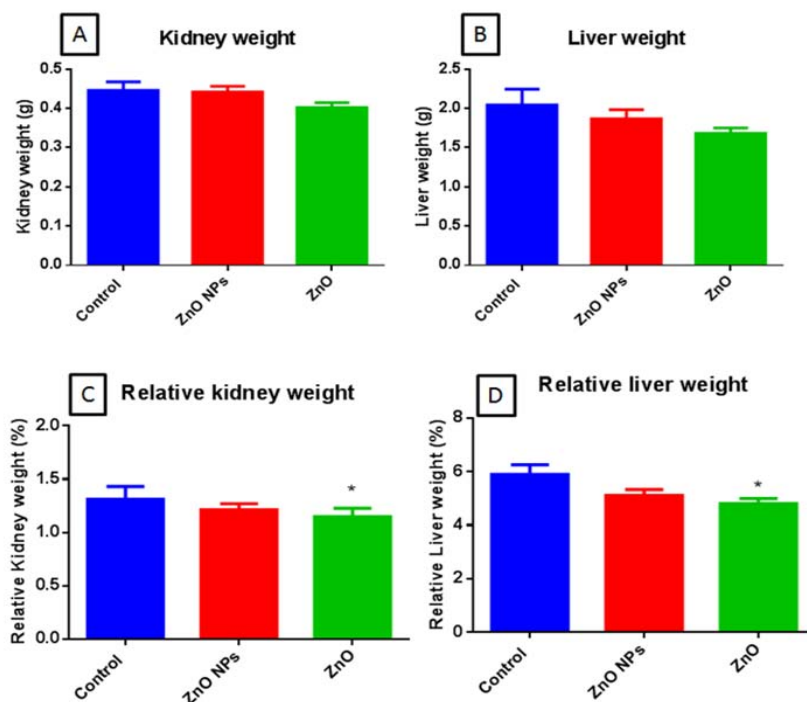 A
Kidney weight
Kidney weight (g)
0.5
0.4
0.3
0.2
0.1
0.0
Control
ZnO NPs
ZnO
B
Liver weight
Liver weight (g)
2.5
2.0
1.5
1.0
0.5
0.0
Control
ZnO NPs
ZnO
C
Relative kidney weight
Relative Kidney weight (%)
2.0
1.5
1.0
0.5
0.0
*
Control
ZnO NPs
ZnO
D
Relative liver weight
Relative Liver weight (%)
8
6
4
2
0
*
Control
ZnO NPs
ZnO